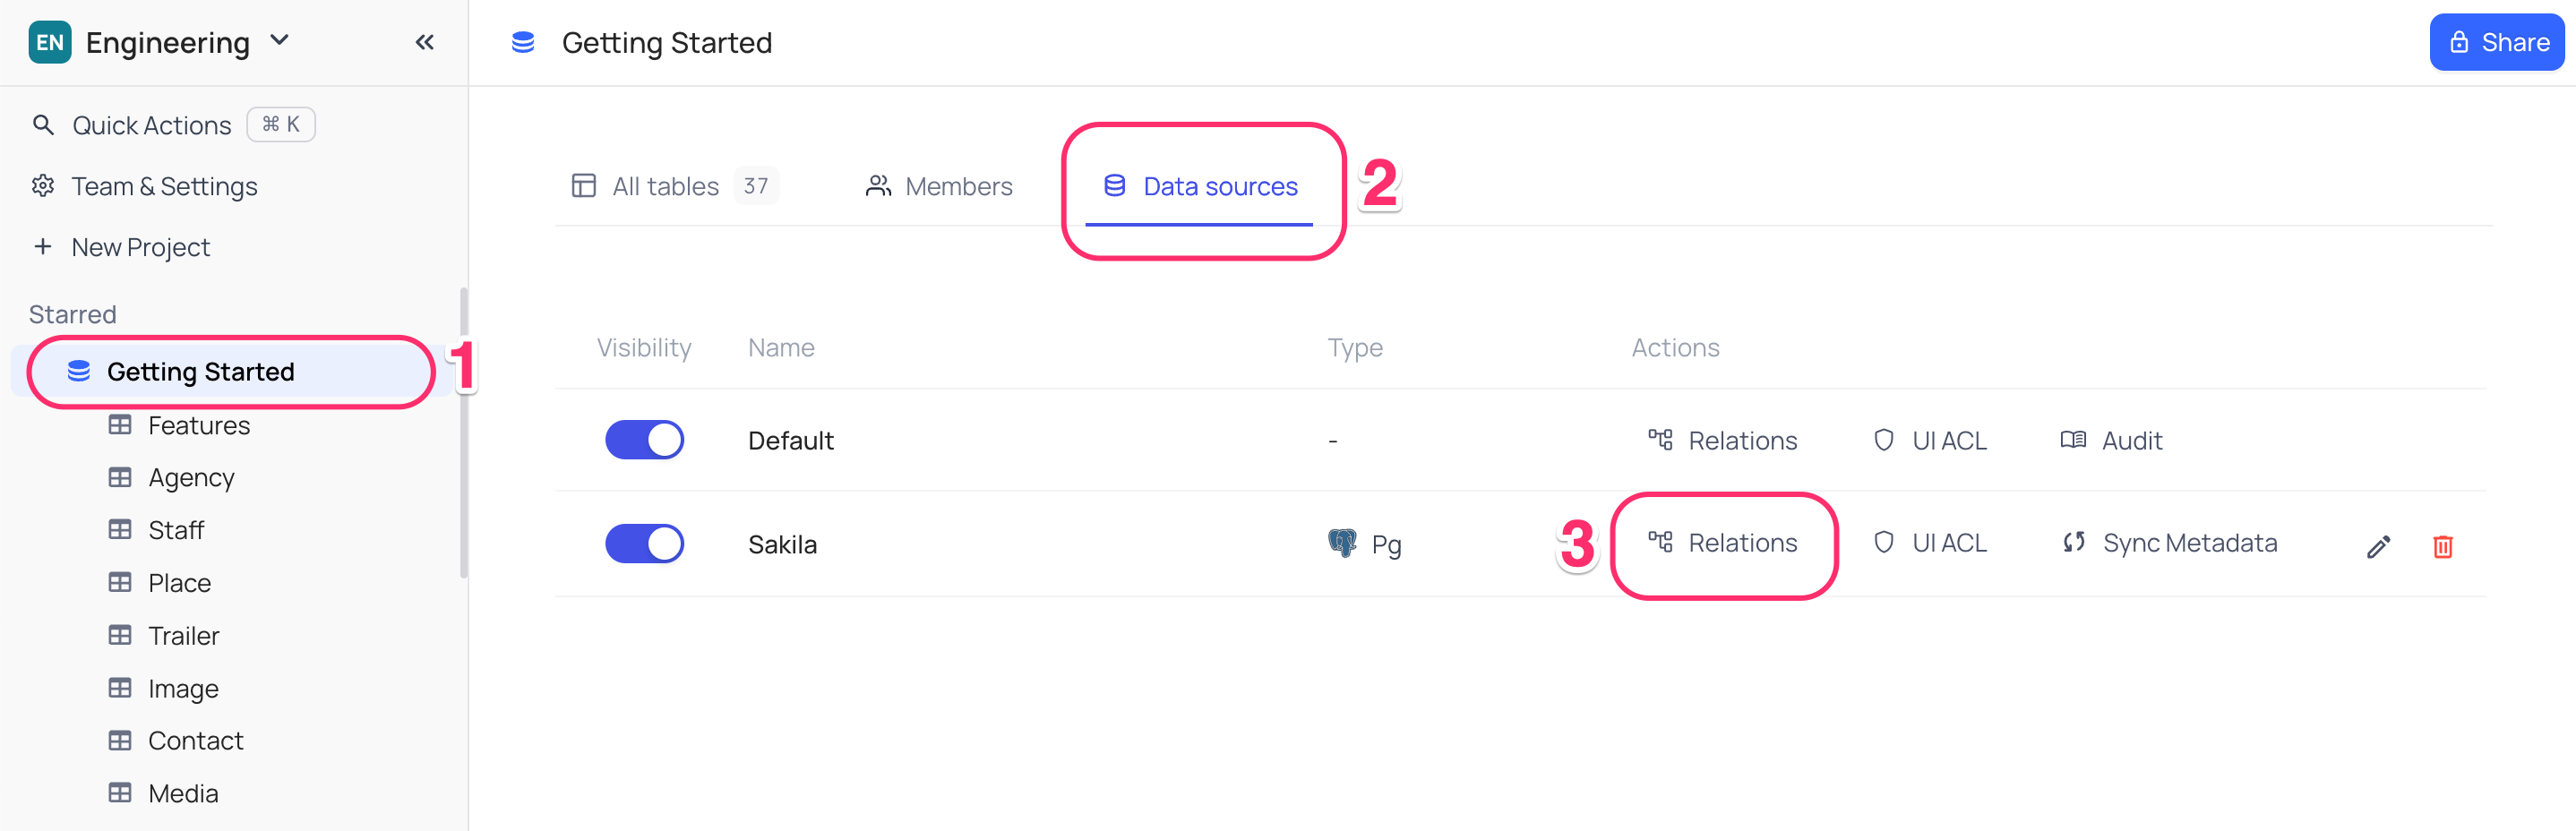 EN Engineering
Getting Started
Share
Quick Actions ⌘ K
Team & Settings
New Project
Starred
Getting Started 1
Features
Agency
Staff
Place
Trailer
Image
Contact
Media
All tables 37 Members Data sources 2
Visibility Name Type Actions
Default - Relations UI ACL Audit
Sakila Pg 3 Relations UI ACL Sync Metadata